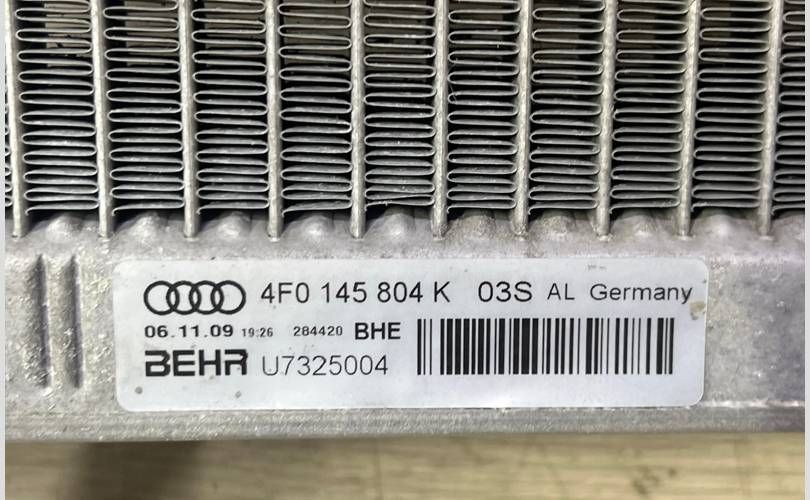 4F0 145 804 K 03S AL Germany
06.11.09 19:26 284420 BHE
BEHR U7325004